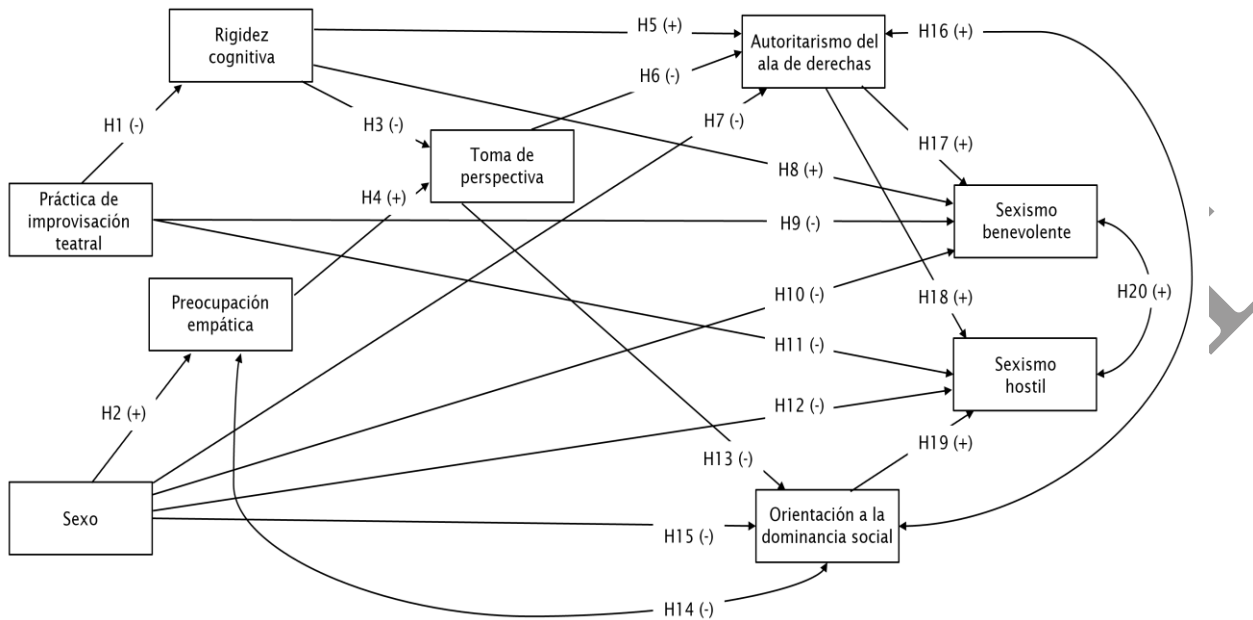 Rigidez
cognitiva
H5 (+)
Autoritarismo del
ala de derechas
H16 (+)
H6 (-)
H1 (-)
H3 (-)
H7 (-)
H17 (+)
Toma de
perspectiva
H8 (+)
Práctica de
improvisación
teatral
H4 (+)
H9 (-)
Sexismo
benevolente
Preocupación
empática
H10 (-)
H18 (+)
H20 (+)
H11 (-)
Sexismo
hostil
H2 (+)
H12 (-)
H13 (-)
H19 (+)
Sexo
Orientación a la
dominancia social
H15 (-)
H14 (-)